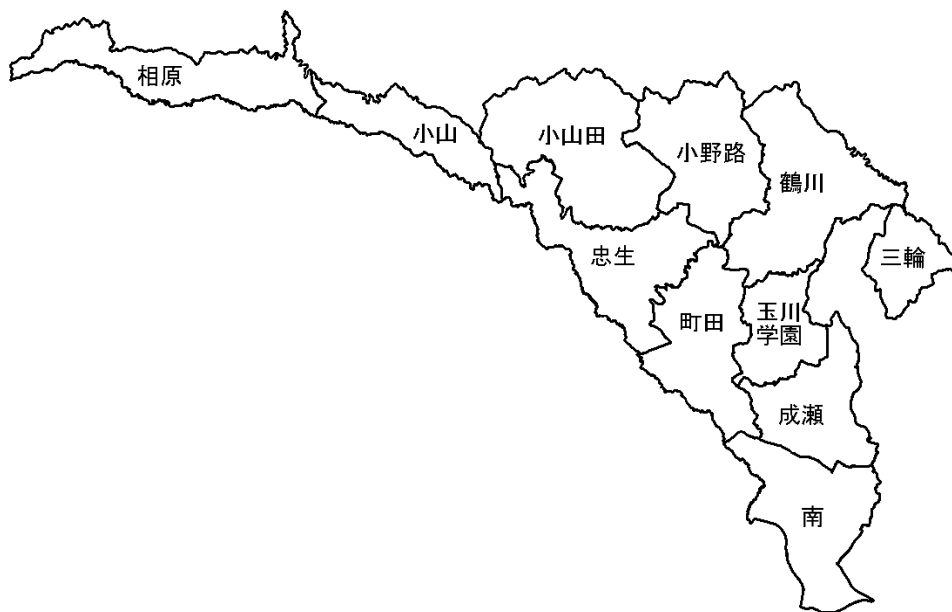 相原
小山
小山田
小野路
鶴川
三輪
忠生
町田
玉川
学園
成瀬
南